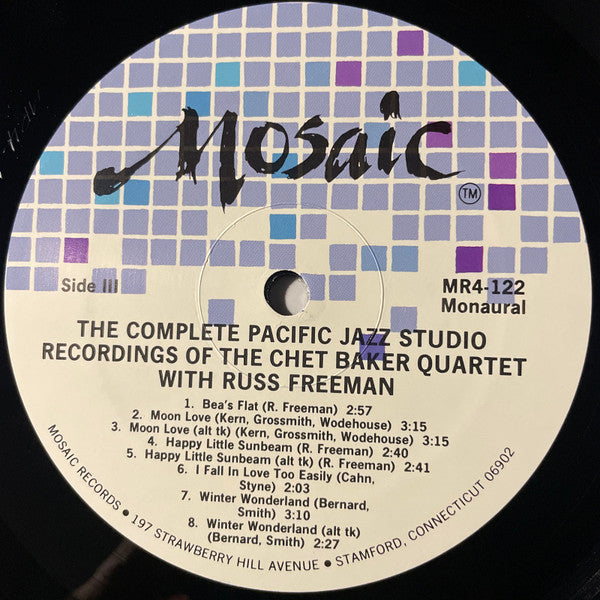 Mosaic
TM
Side III
MR4-122
Monaural
THE COMPLETE PACIFIC JAZZ STUDIO
RECORDINGS OF THE CHET BAKER QUARTET
WITH RUSS FREEMAN
1. Bea's Flat (R. Freeman) 2:57
2. Moon Love (Kern, Grossmith, Wodehouse) 3:15
3. Moon Love (alt tk) (Kern, Grossmith, Wodehouse) 3:15
4. Happy Little Sunbeam (R. Freeman) 2:40
5. Happy Little Sunbeam (alt tk) (R. Freeman) 2:41
6. I Fall In Love Too Easily (Cahn,
Styne) 2:03
7. Winter Wonderland (Bernard,
Smith) 3:10
8. Winter Wonderland (alt tk)
(Bernard, Smith) 2:27
MOSAIC RECORDS • 197 STRAWBERRY HILL AVENUE • STAMFORD, CONNECTICUT 06902